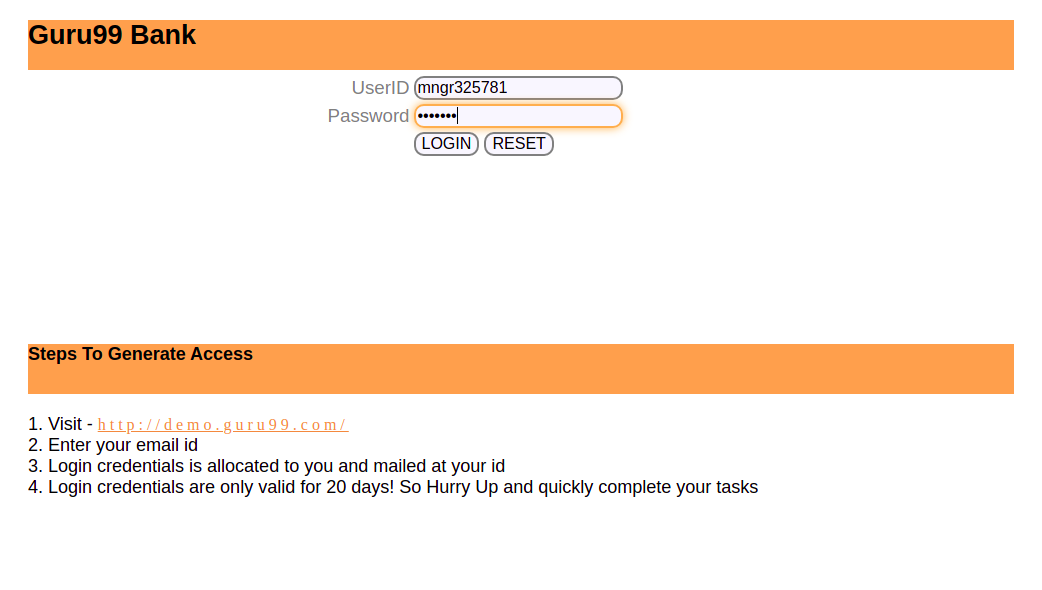 Guru99 Bank
UserID mngr325781
Password •••••••
LOGIN RESET
Steps To Generate Access
1. Visit - http://demo.guru99.com/
2. Enter your email id
3. Login credentials is allocated to you and mailed at your id
4. Login credentials are only valid for 20 days! So Hurry Up and quickly complete your tasks